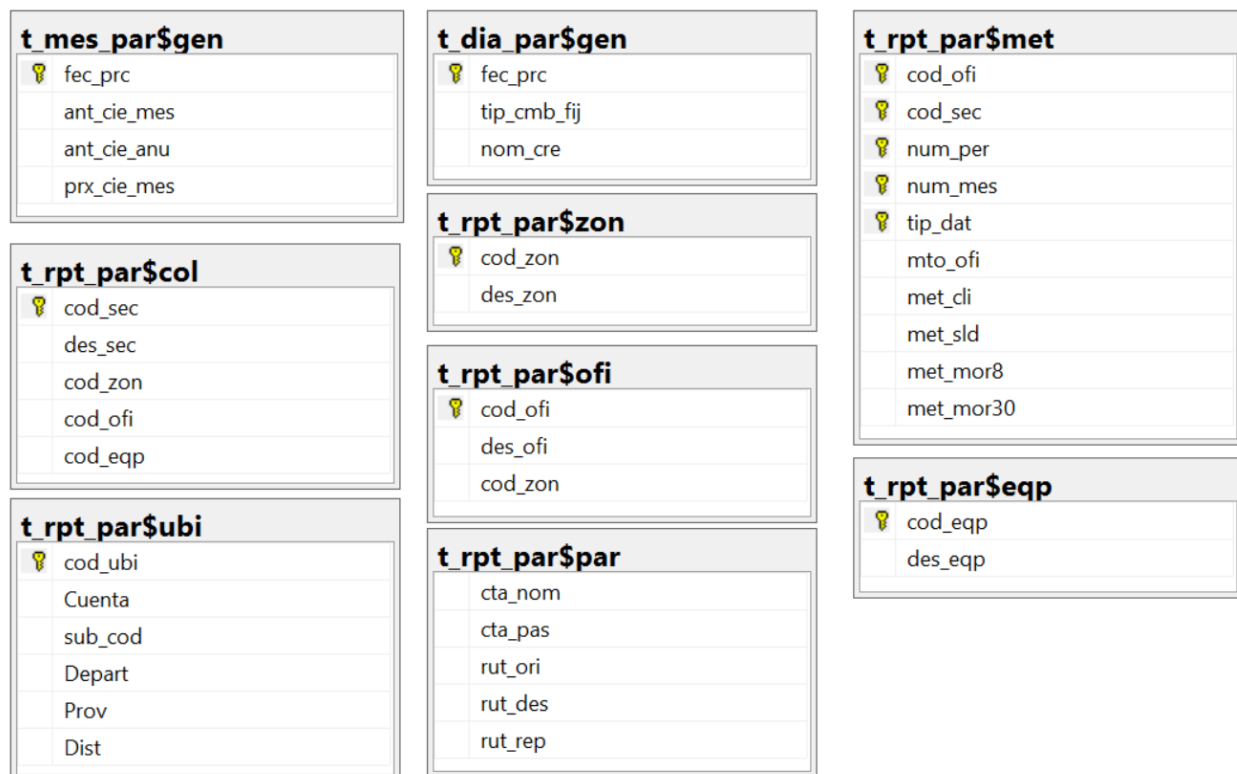 t_mes_par$gen
fec_prc
ant_cie_mes
ant_cie_anu
prx_cie_mes
t_dia_par$gen
fec_prc
tip_cmb_fij
nom_cre
t_rpt_par$met
cod_ofi
cod_sec
num_per
num_mes
tip_dat
mto_ofi
met_cli
met_sld
met_mor8
met_mor30
t_rpt_par$zon
cod_zon
des_zon
t_rpt_par$col
cod_sec
des_sec
cod_zon
cod_ofi
cod_eqp
t_rpt_par$ofi
cod_ofi
des_ofi
cod_zon
t_rpt_par$eqp
cod_eqp
des_eqp
t_rpt_par$ubi
cod_ubi
Cuenta
sub_cod
Depart
Prov
Dist
t_rpt_par$par
cta_nom
cta_pas
rut_ori
rut_des
rut_rep